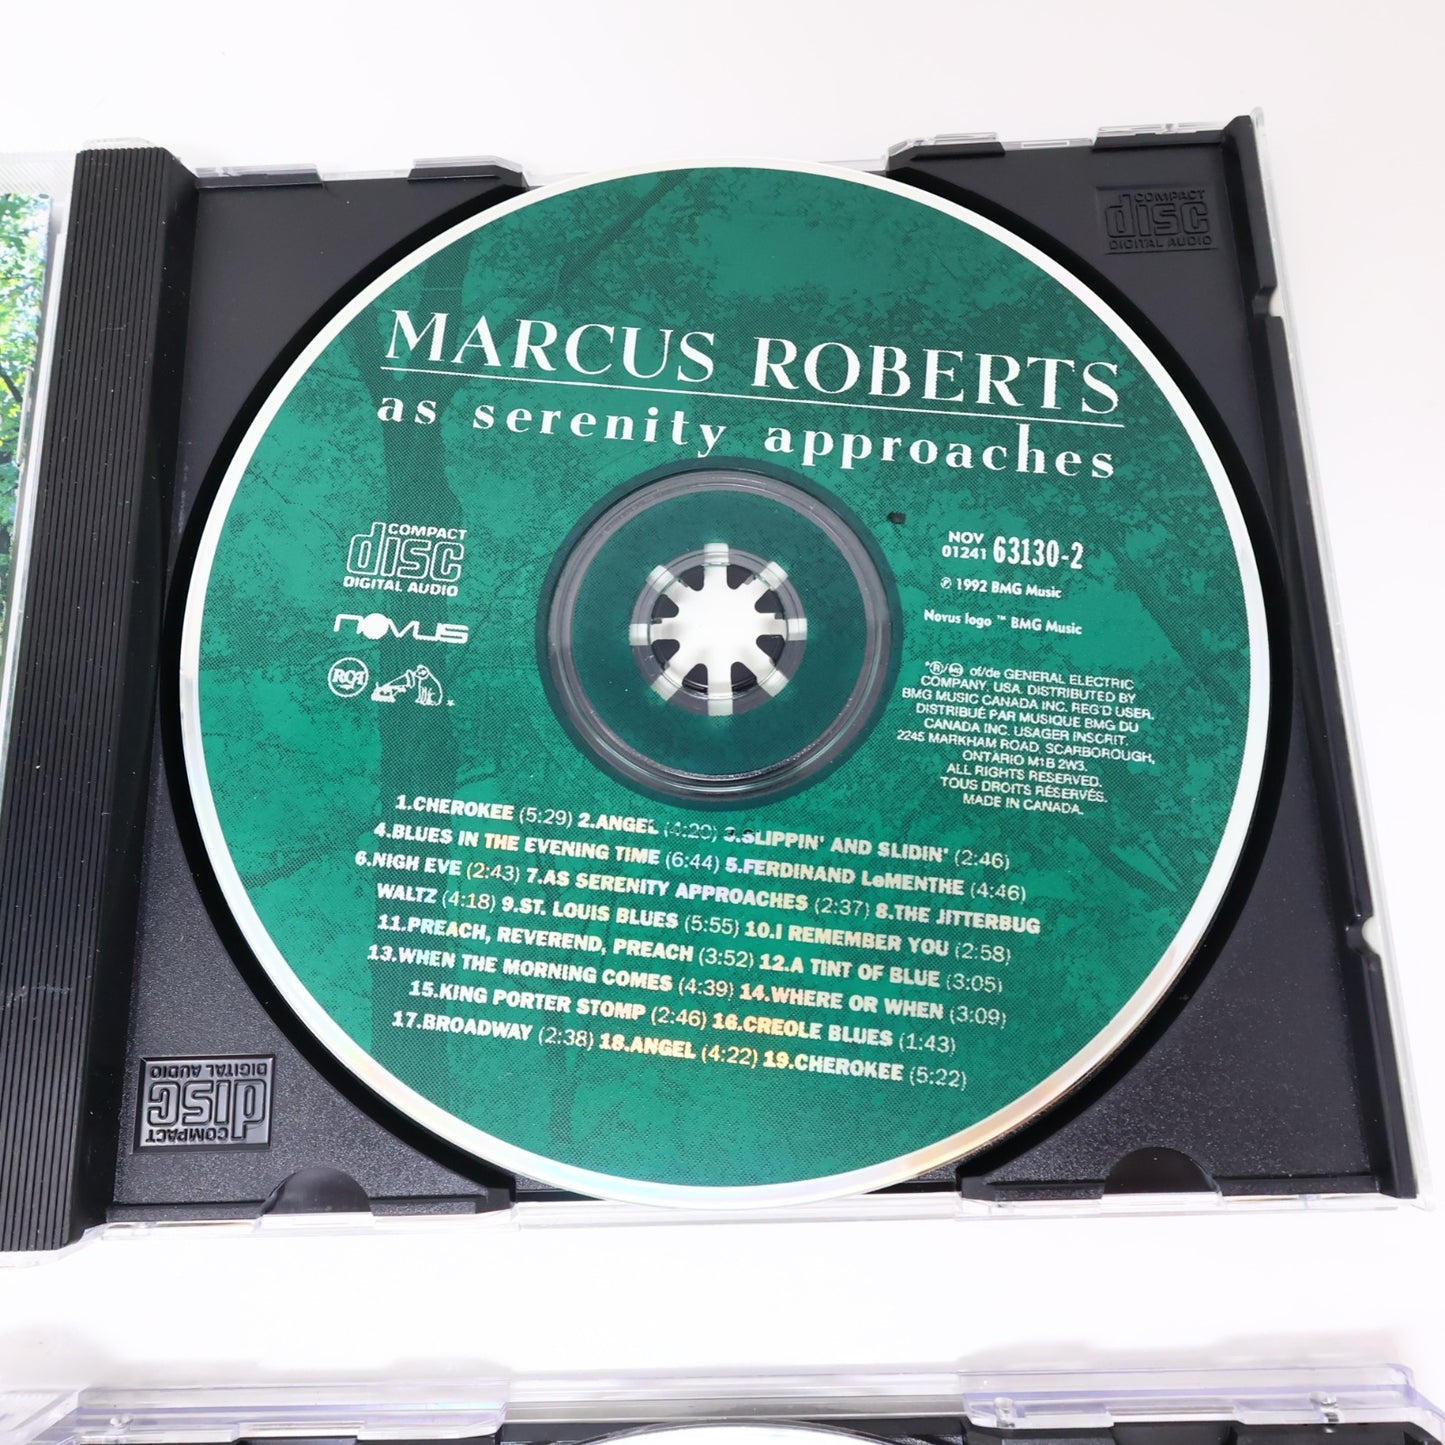 MARCUS ROBERTS
as serenity approaches
COMPACT
disc
DIGITAL AUDIO
NOVUS
RCA
NOV
01241 63130-2
℗ 1992 BMG Music
Novus logo ™ BMG Music
*®/MD of/de GENERAL ELECTRIC
COMPANY, USA. DISTRIBUTED BY
BMG MUSIC CANADA INC. REG'D USER.
DISTRIBUÉ PAR MUSIQUE BMG DU
CANADA INC. USAGER INSCRIT.
2245 MARKHAM ROAD, SCARBOROUGH,
ONTARIO M1B 2W3.
ALL RIGHTS RESERVED.
TOUS DROITS RÉSERVÉS.
MADE IN CANADA.
1.CHEROKEE (5:29) 2.ANGEL (4:20) 3.SLIPPIN' AND SLIDIN' (2:46)
4.BLUES IN THE EVENING TIME (6:44) 5.FERDINAND LeMENTHE (4:46)
6.NIGH EVE (2:43) 7.AS SERENITY APPROACHES (2:37) 8.THE JITTERBUG
WALTZ (4:18) 9.ST. LOUIS BLUES (5:55) 10.I REMEMBER YOU (2:58)
11.PREACH, REVEREND, PREACH (3:52) 12.A TINT OF BLUE (3:05)
13.WHEN THE MORNING COMES (4:39) 14.WHERE OR WHEN (3:09)
15.KING PORTER STOMP (2:46) 16.CREOLE BLUES (1:43)
17.BROADWAY (2:38) 18.ANGEL (4:22) 19.CHEROKEE (5:22)
COMPACT
disc
DIGITAL AUDIO
COMPACT
disc
DIGITAL AUDIO